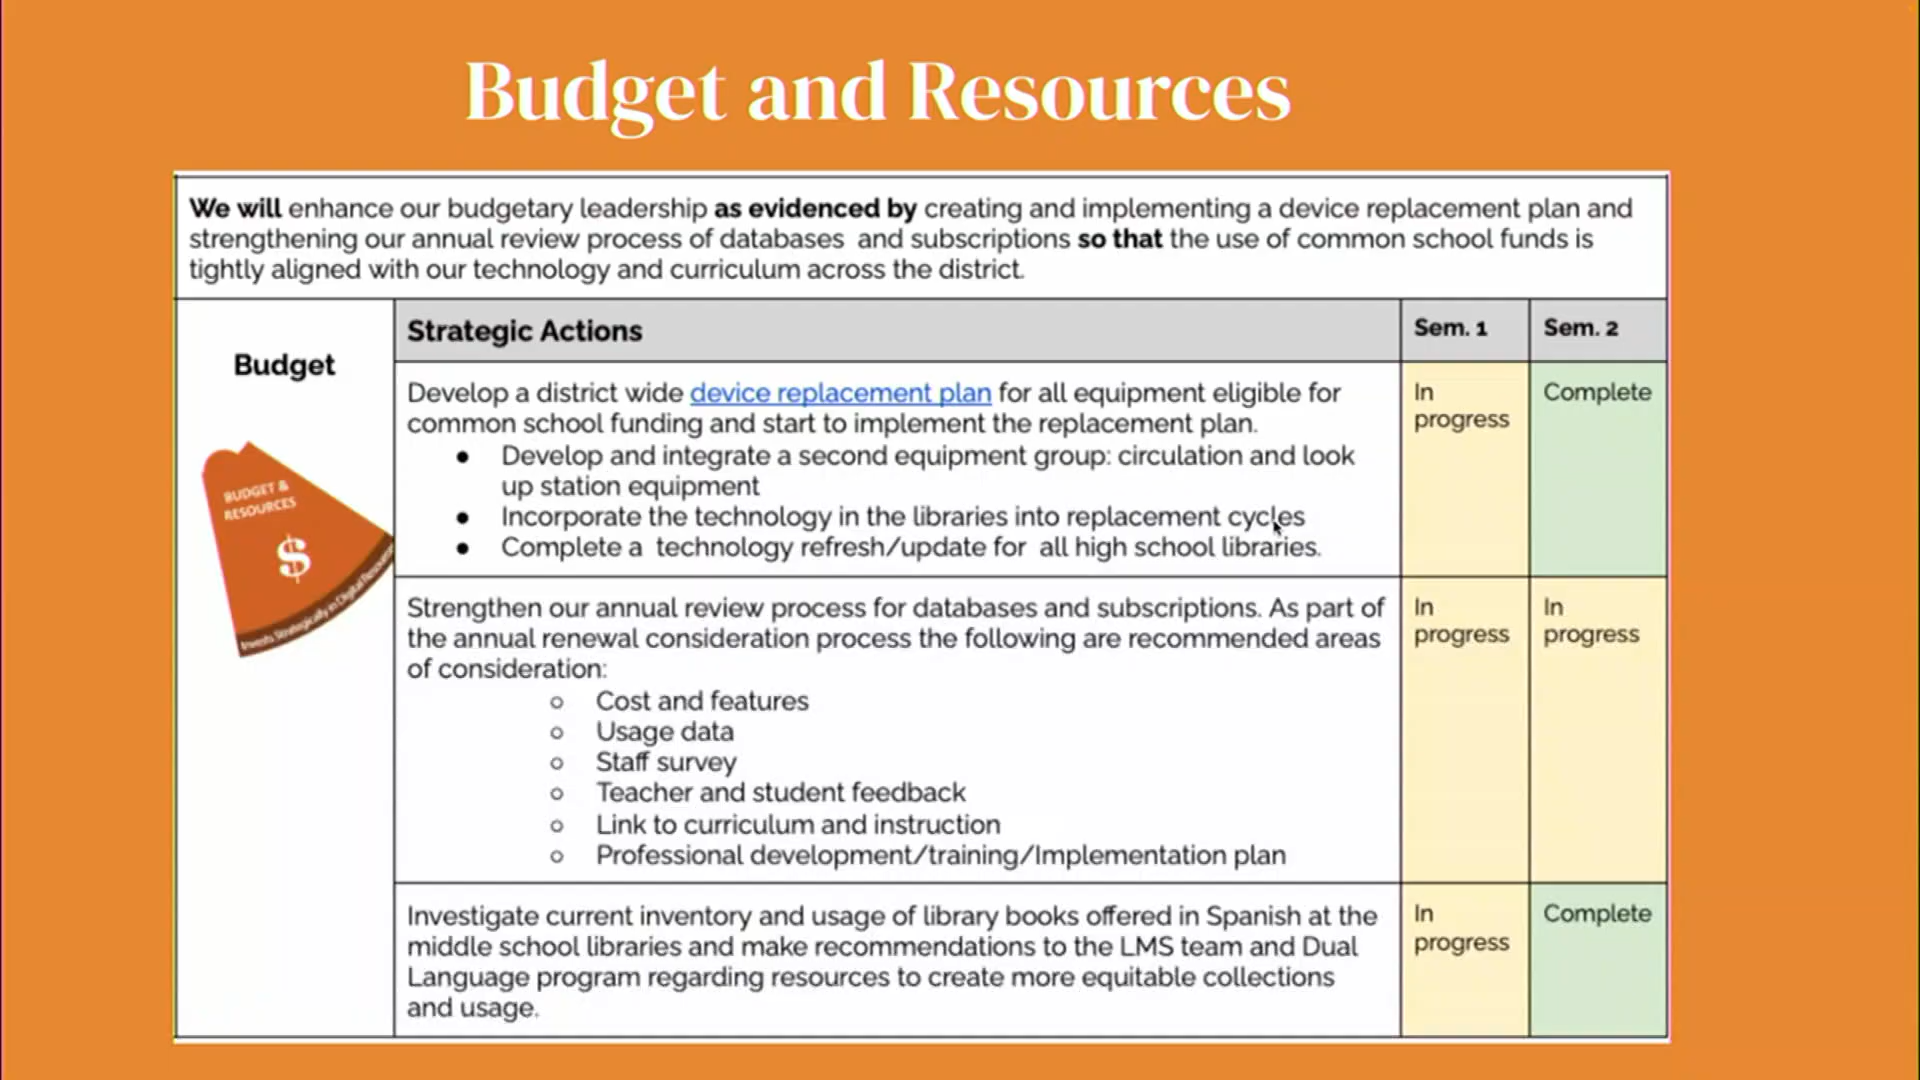 Budget and Resources
We will enhance our budgetary leadership as evidenced by creating and implementing a device replacement plan and
strengthening our annual review process of databases and subscriptions so that the use of common school funds is
tightly aligned with our technology and curriculum across the district.
Budget
BUDGET &
RESOURCES
$
Invests Strategically in Digital Resources
Strategic Actions
Sem. 1
Sem. 2
Develop a district wide device replacement plan for all equipment eligible for
common school funding and start to implement the replacement plan.
● Develop and integrate a second equipment group: circulation and look
up station equipment
● Incorporate the technology in the libraries into replacement cycles
● Complete a technology refresh/update for all high school libraries.
In
progress
Complete
Strengthen our annual review process for databases and subscriptions. As part of
the annual renewal consideration process the following are recommended areas
of consideration:
○ Cost and features
○ Usage data
○ Staff survey
○ Teacher and student feedback
○ Link to curriculum and instruction
○ Professional development/training/Implementation plan
In
progress
In
progress
Investigate current inventory and usage of library books offered in Spanish at the
middle school libraries and make recommendations to the LMS team and Dual
Language program regarding resources to create more equitable collections
and usage.
In
progress
Complete